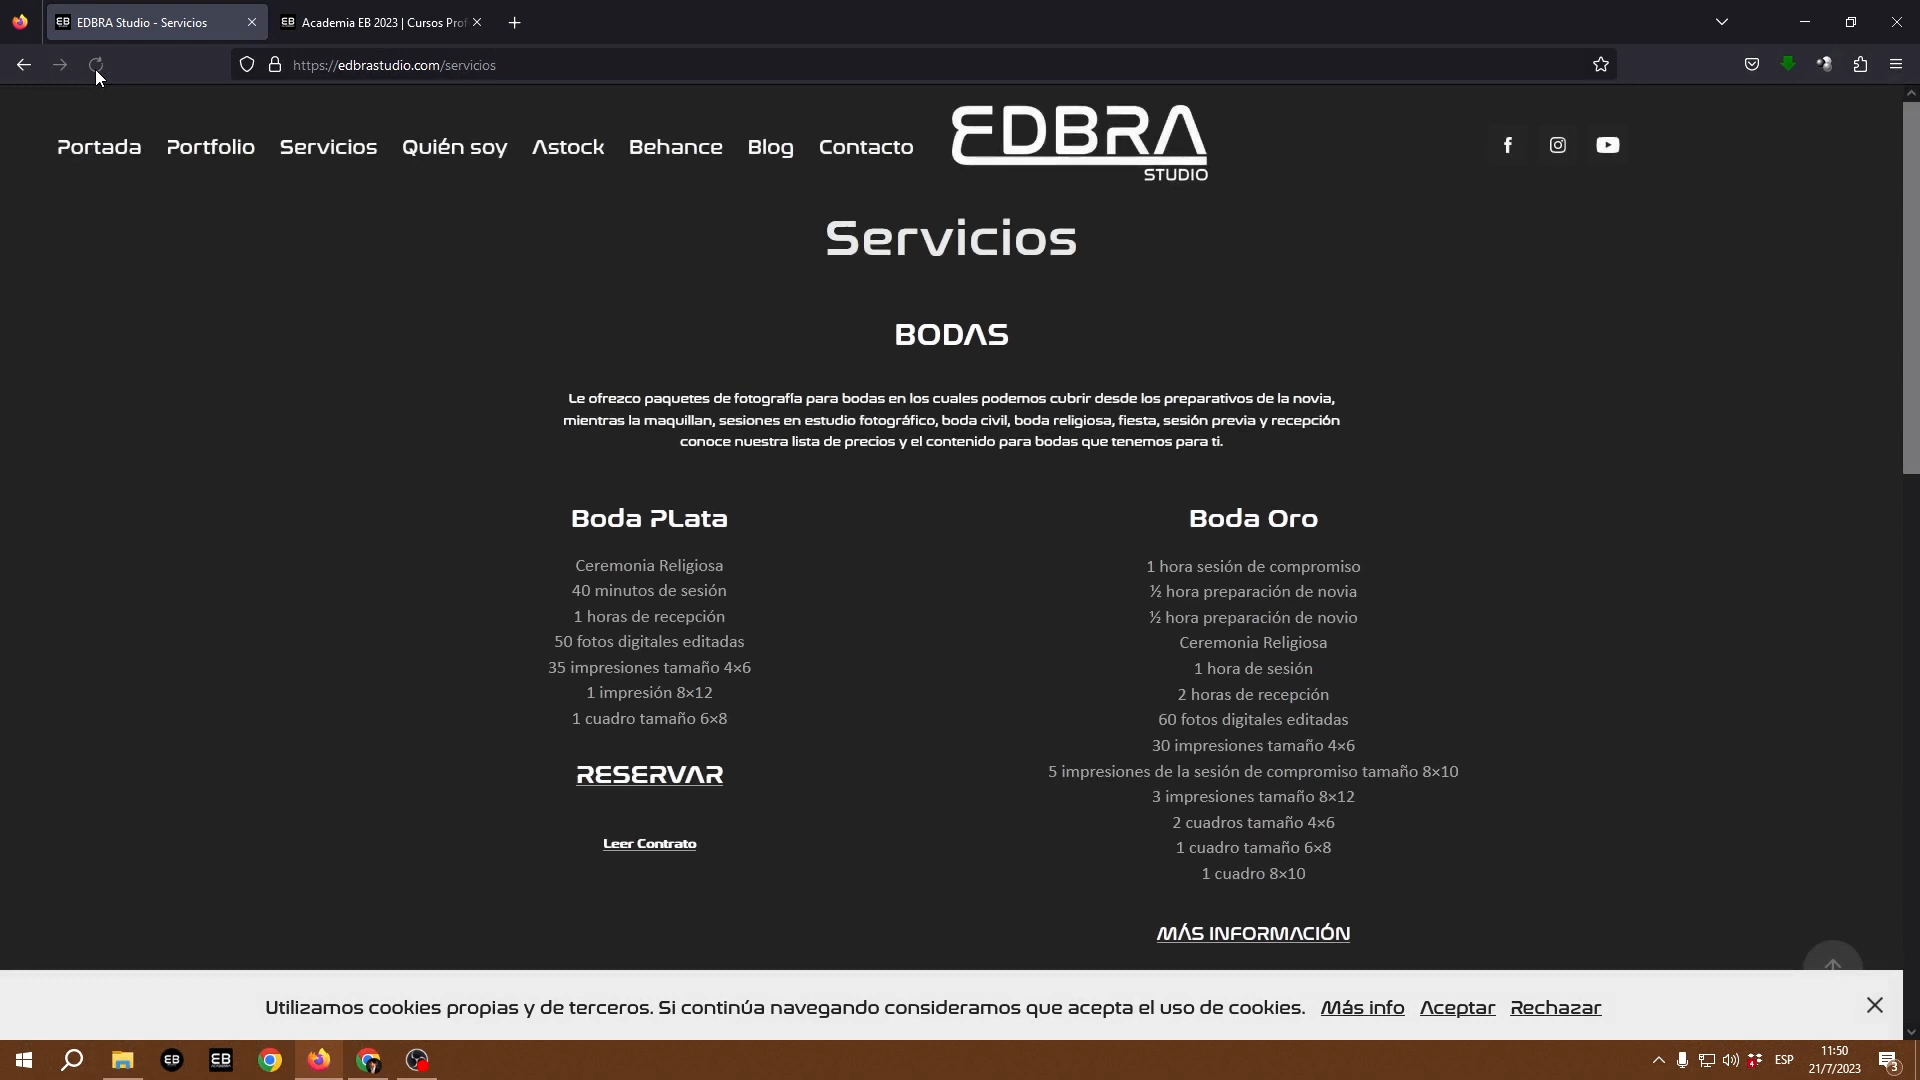 EDBRA Studio - Servicios
Academia EB 2023 | Cursos Prof
https://edbrastudio.com/servicios
Portada
Portfolio
Servicios
Quién soy
Astock
Behance
Blog
Contacto
EDBRA
STUDIO
Servicios
BODAS
Le ofrezco paquetes de fotografía para bodas en los cuales podemos cubrir desde los preparativos de la novia,
mientras la maquillan, sesiones en estudio fotográfico, boda civil, boda religiosa, fiesta, sesión previa y recepción
conoce nuestra lista de precios y el contenido para bodas que tenemos para ti.
Boda PLata
Ceremonia Religiosa
40 minutos de sesión
1 horas de recepción
50 fotos digitales editadas
35 impresiones tamaño 4×6
1 impresión 8×12
1 cuadro tamaño 6×8
RESERVAR
Leer Contrato
Boda Oro
1 hora sesión de compromiso
½ hora preparación de novia
½ hora preparación de novio
Ceremonia Religiosa
1 hora de sesión
2 horas de recepción
60 fotos digitales editadas
30 impresiones tamaño 4×6
5 impresiones de la sesión de compromiso tamaño 8×10
3 impresiones tamaño 8×12
2 cuadros tamaño 4×6
1 cuadro tamaño 6×8
1 cuadro 8×10
MÁS INFORMACIÓN
Utilizamos cookies propias y de terceros. Si continúa navegando consideramos que acepta el uso de cookies. Más info Aceptar Rechazar
EB
EB
ESP
11:50
21/7/2023
3